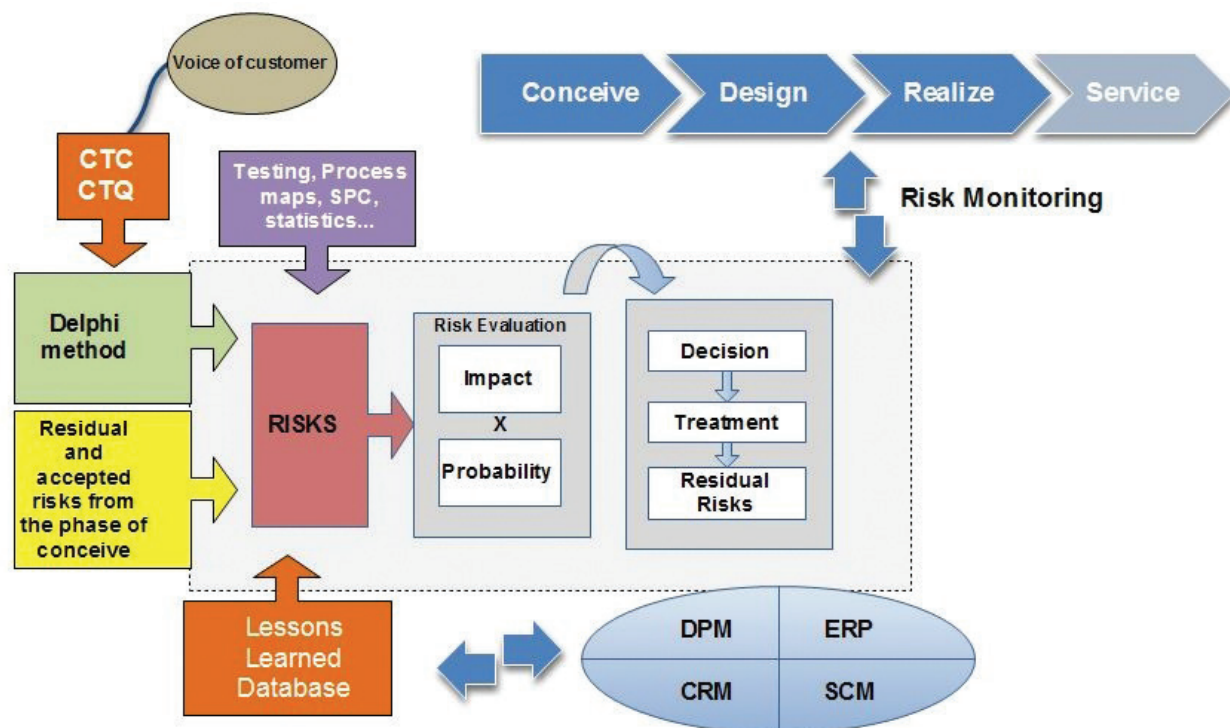 Voice of customer
Conceive
Design
Realize
Service
CTC
CTQ
Testing, Process
maps, SPC,
statistics...
Risk Monitoring
Delphi
method
Risk Evaluation
Impact
X
Probability
Decision
Treatment
Residual
Risks
RISKS
Residual
and
accepted
risks from
the phase of
conceive
Lessons
Learned
Database
DPM
ERP
CRM
SCM